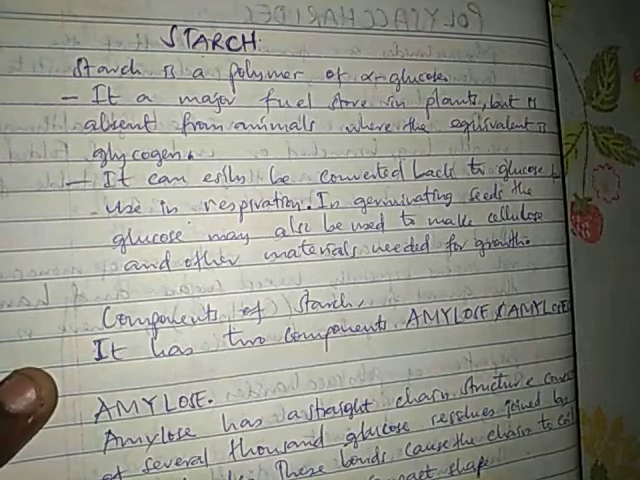 STARCH.
Starch is a polymer of α-glucose.
- It a major fuel store in plants, but is
absent from animals where the equivalent is
glycogen.
- It can esily be converted back to glucose
use in respiration. In germinating seeds the
glucose may also be used to make cellulose
and other materials needed for growth.
Components of Starch.
It has two components. AMYLOSE & AMYLOSE
AMYLOSE.
Amylose has a straight chain structure
of several thousand glucose residues joined by
These bonds cause the chain to coil
shape